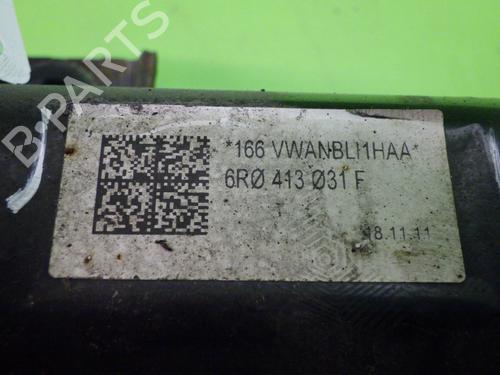 *166 VWANBLI1HAA*
6RØ 413 Ø31 F
18.11.11
B-PARTS